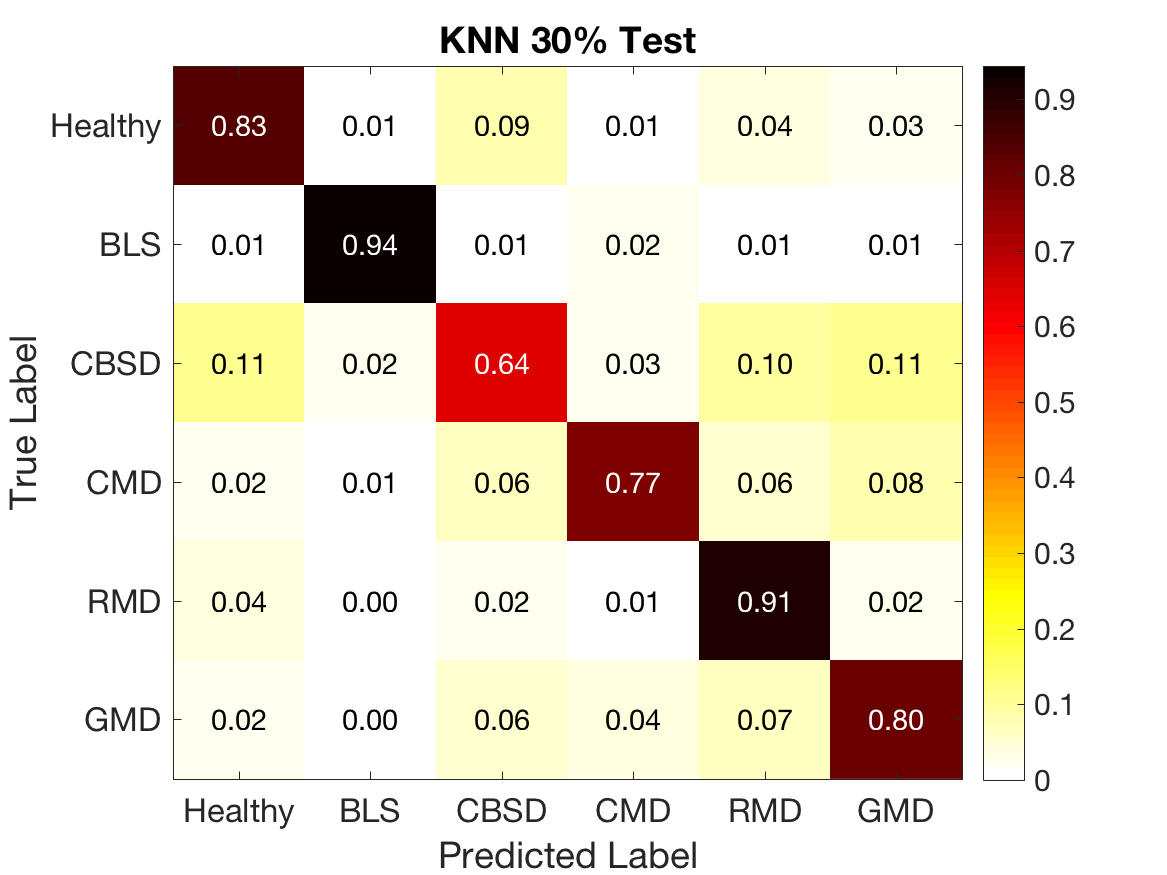 KNN 30% Test
Healthy 0.83 0.01 0.09 0.01 0.04 0.03
BLS 0.01 0.94 0.01 0.02 0.01 0.01
CBSD 0.11 0.02 0.64 0.03 0.10 0.11
CMD 0.02 0.01 0.06 0.77 0.06 0.08
RMD 0.04 0.00 0.02 0.01 0.91 0.02
GMD 0.02 0.00 0.06 0.04 0.07 0.80
Healthy BLS CBSD CMD RMD GMD
Predicted Label
True Label
0.9
0.8
0.7
0.6
0.5
0.4
0.3
0.2
0.1
0